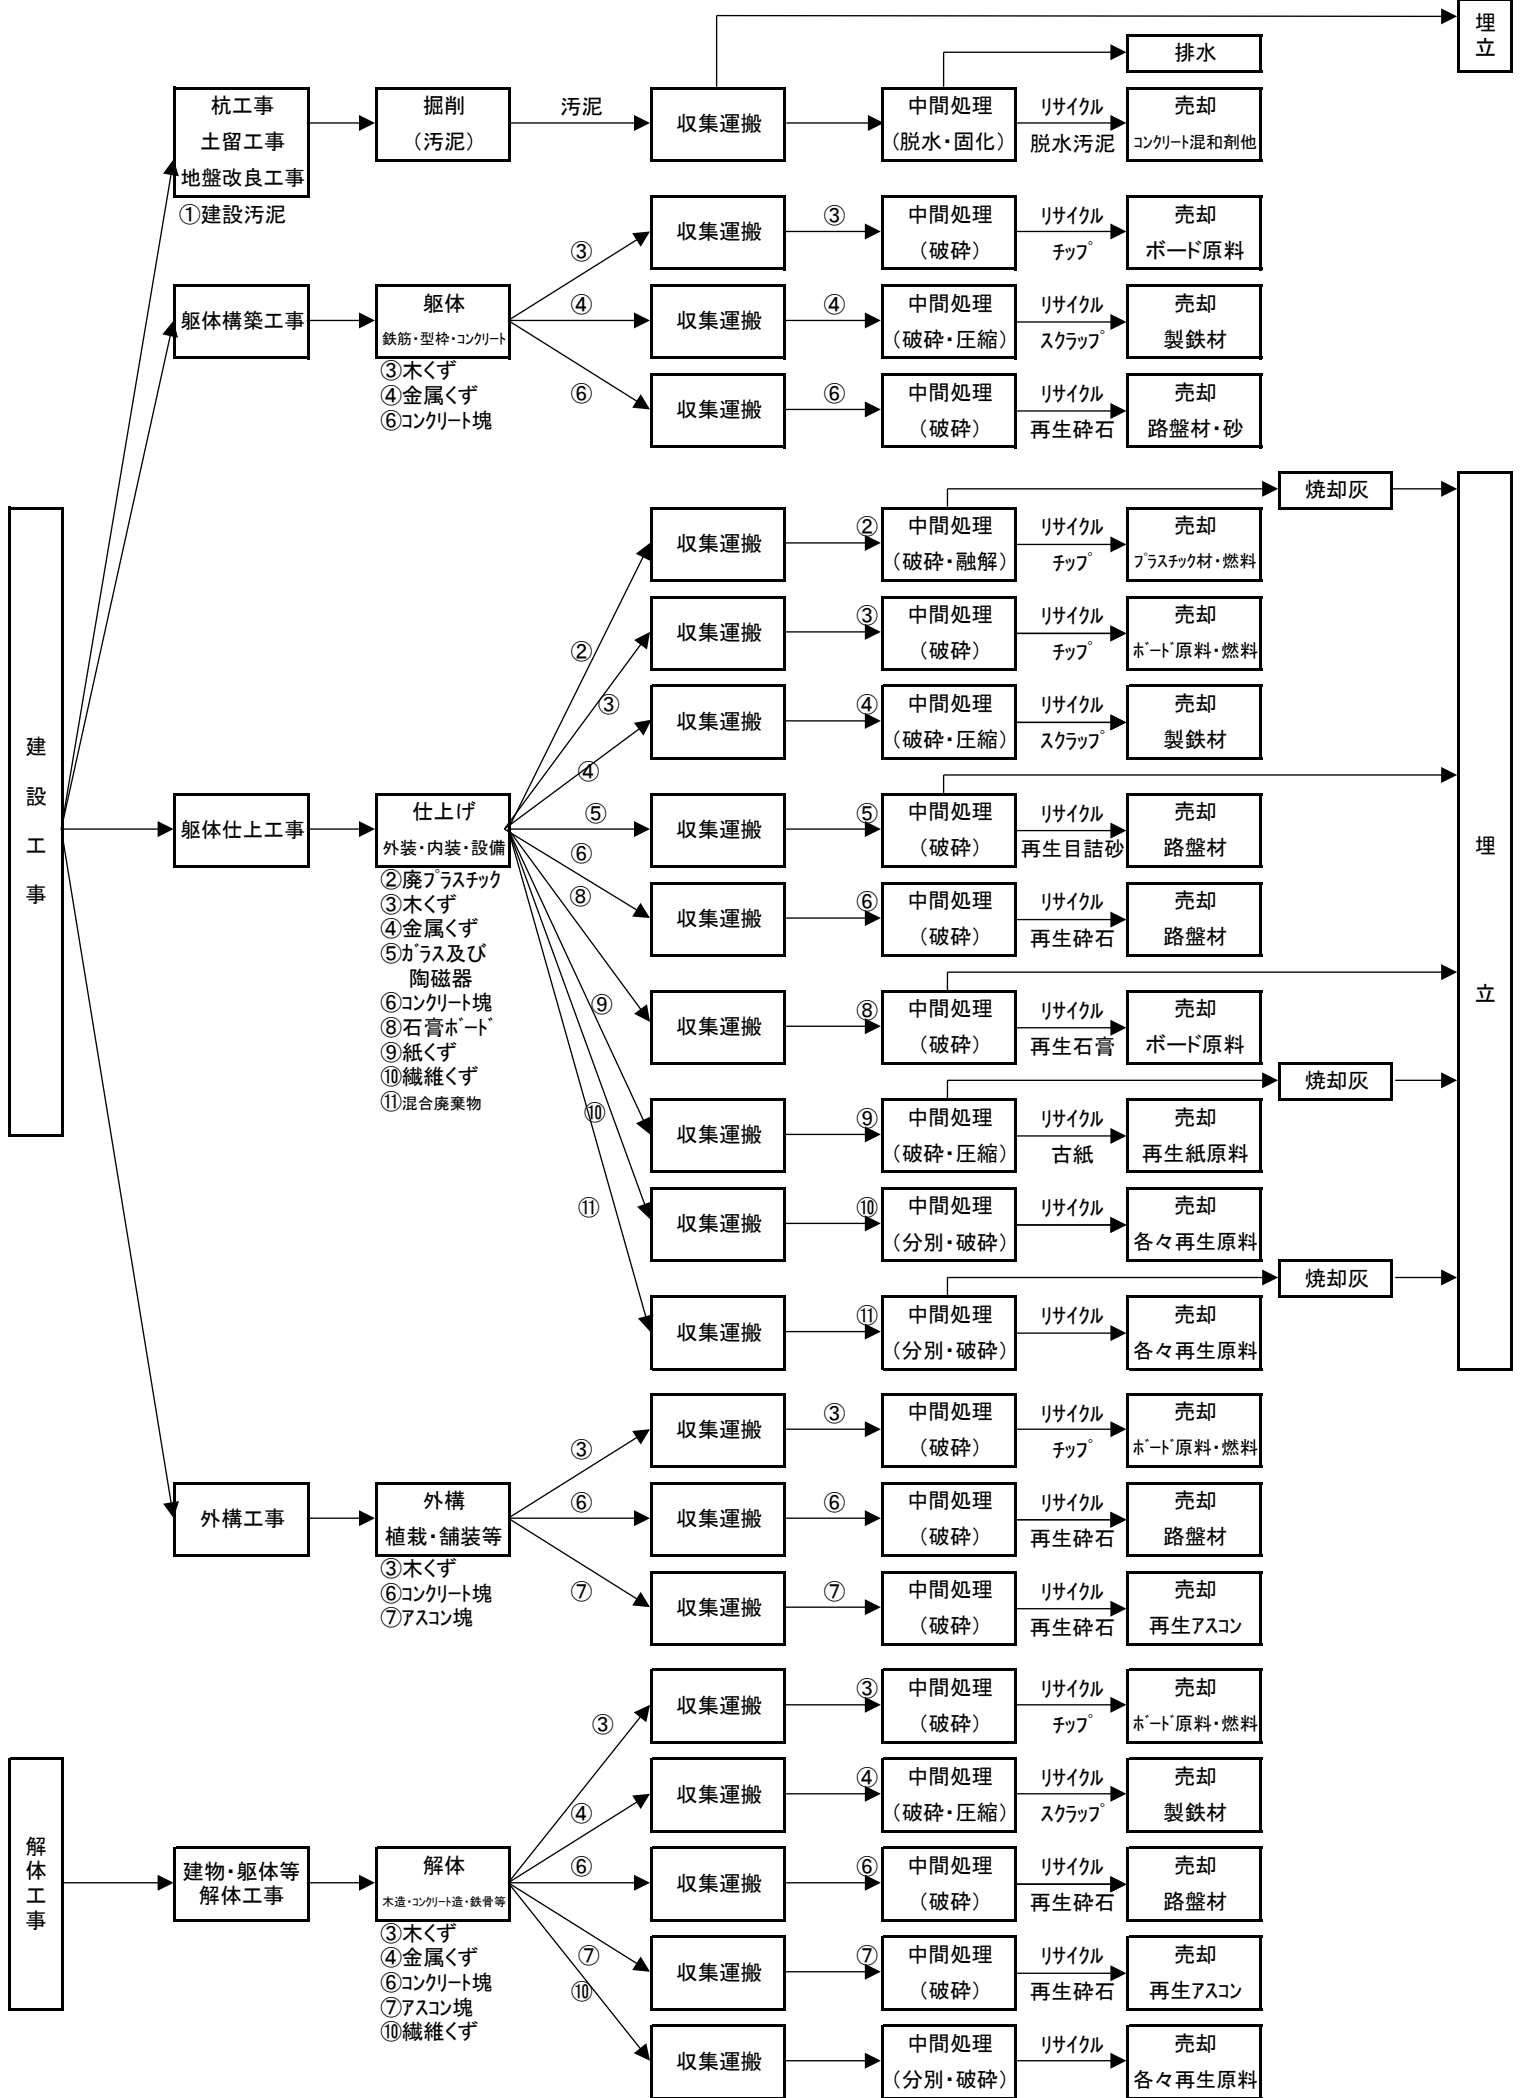 埋立
排水
杭工事
土留工事
地盤改良工事
①建設汚泥
掘削
（汚泥）
汚泥
収集運搬
中間処理
（脱水・固化）
リサイクル
脱水汚泥
売却
コンクリート混和剤他
収集運搬
③
中間処理
（破砕）
リサイクル
チップ
売却
ボード原料
躯体構築工事
躯体
鉄筋・型枠・コンクリート
③木くず
④金属くず
⑥コンクリート塊
③
④
⑥
収集運搬
④
中間処理
（破砕・圧縮）
リサイクル
スクラップ
売却
製鉄材
収集運搬
⑥
中間処理
（破砕）
リサイクル
再生砕石
売却
路盤材・砂
建設工事
躯体仕上工事
仕上げ
外装・内装・設備
②廃プラスチック
③木くず
④金属くず
⑤ガラス及び
陶磁器
⑥コンクリート塊
⑧石膏ボード
⑨紙くず
⑩繊維くず
⑪混合廃棄物
②
③
④
⑤
⑥
⑧
⑨
⑩
⑪
収集運搬
②
中間処理
（破砕・融解）
リサイクル
チップ
売却
プラスチック材・燃料
焼却灰
収集運搬
③
中間処理
（破砕）
リサイクル
チップ
売却
ボード原料・燃料
収集運搬
④
中間処理
（破砕・圧縮）
リサイクル
スクラップ
売却
製鉄材
収集運搬
⑤
中間処理
（破砕）
リサイクル
再生目詰砂
売却
路盤材
収集運搬
⑥
中間処理
（破砕）
リサイクル
再生砕石
売却
路盤材
収集運搬
⑧
中間処理
（破砕）
リサイクル
再生石膏
売却
ボード原料
焼却灰
収集運搬
⑨
中間処理
（破砕・圧縮）
リサイクル
古紙
売却
再生紙原料
収集運搬
⑩
中間処理
（分別・破砕）
リサイクル
売却
各々再生原料
焼却灰
収集運搬
⑪
中間処理
（分別・破砕）
リサイクル
売却
各々再生原料
埋立
外構工事
外構
植栽・舗装等
③木くず
⑥コンクリート塊
⑦アスコン塊
③
⑥
⑦
収集運搬
③
中間処理
（破砕）
リサイクル
チップ
売却
ボード原料・燃料
収集運搬
⑥
中間処理
（破砕）
リサイクル
再生砕石
売却
路盤材
収集運搬
⑦
中間処理
（破砕）
リサイクル
再生砕石
売却
再生アスコン
解体工事
建物・躯体等
解体工事
解体
木造・コンクリート造・鉄骨等
③木くず
④金属くず
⑥コンクリート塊
⑦アスコン塊
⑩繊維くず
③
④
⑥
⑦
⑩
収集運搬
③
中間処理
（破砕）
リサイクル
チップ
売却
ボード原料・燃料
収集運搬
④
中間処理
（破砕・圧縮）
リサイクル
スクラップ
売却
製鉄材
収集運搬
⑥
中間処理
（破砕）
リサイクル
再生砕石
売却
路盤材
収集運搬
⑦
中間処理
（破砕）
リサイクル
再生砕石
売却
再生アスコン
収集運搬
中間処理
（分別・破砕）
リサイクル
売却
各々再生原料